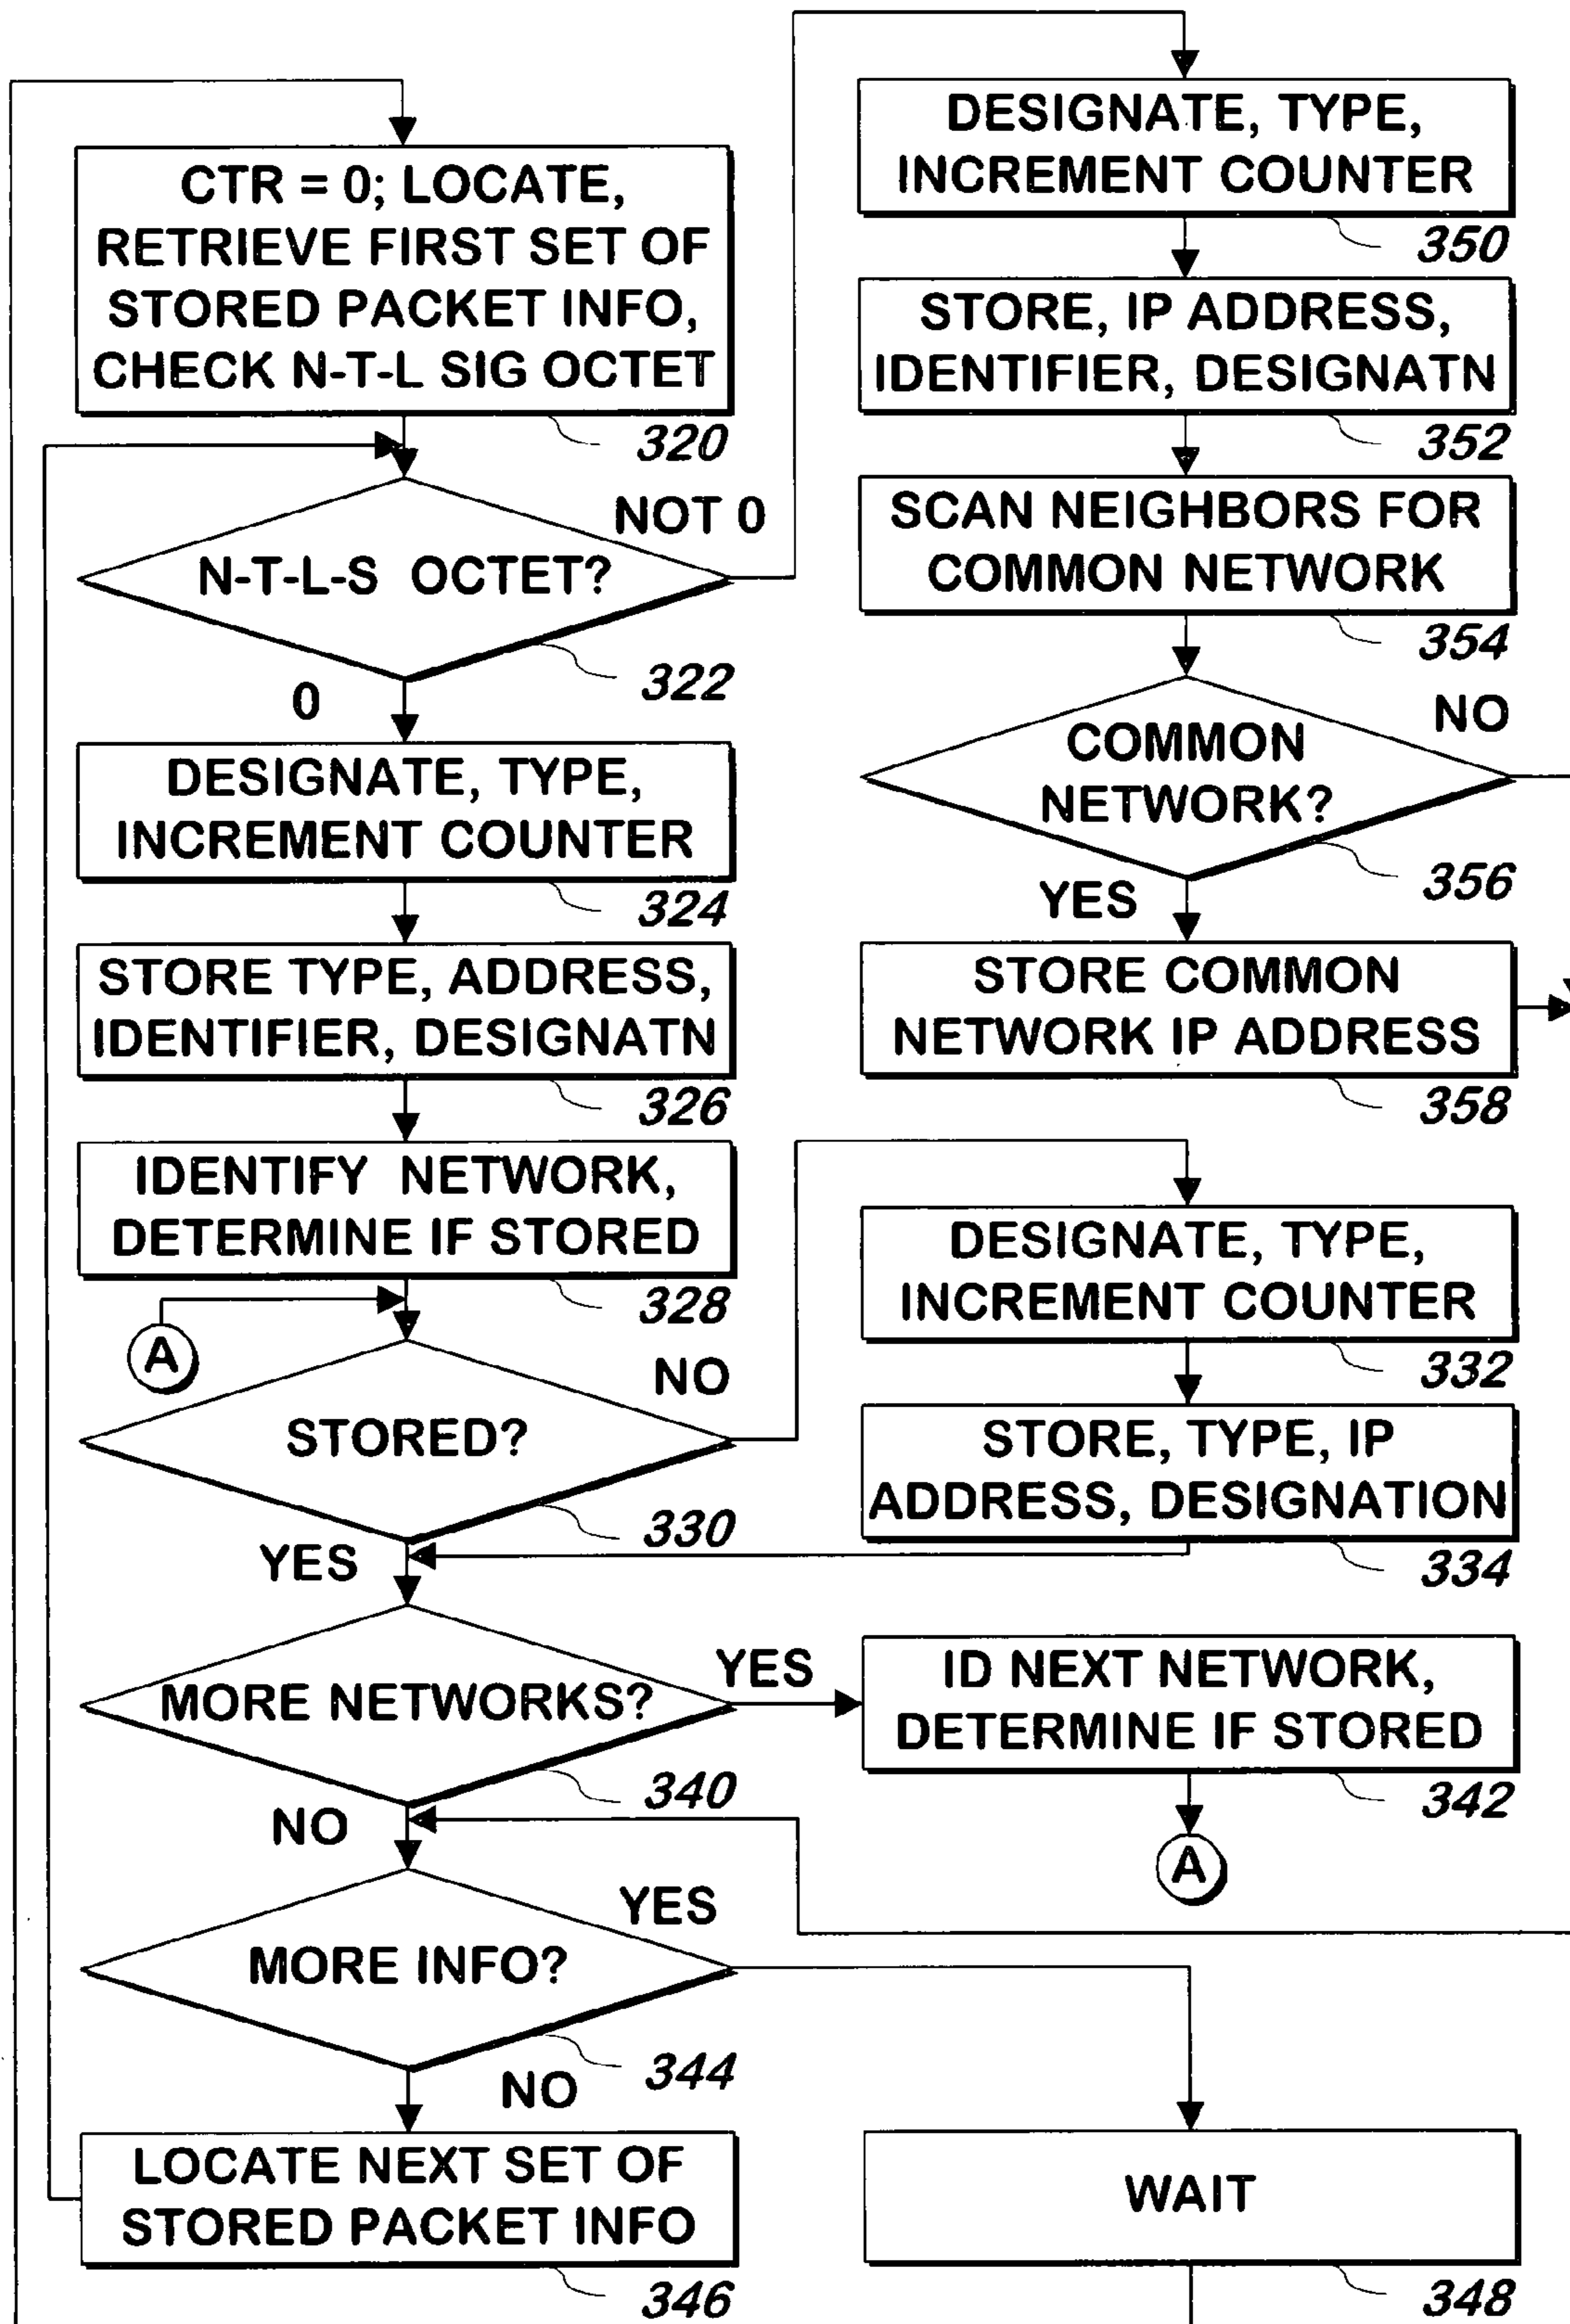 CTR = 0; LOCATE,
RETRIEVE FIRST SET OF
STORED PACKET INFO,
CHECK N-T-L SIG OCTET
320
N-T-L-S OCTET?
NOT 0
322
0
DESIGNATE, TYPE,
INCREMENT COUNTER
324
STORE TYPE, ADDRESS,
IDENTIFIER, DESIGNATN
326
IDENTIFY NETWORK,
DETERMINE IF STORED
328
A
STORED?
NO
330
YES
MORE NETWORKS?
YES
340
NO
MORE INFO?
YES
344
NO
LOCATE NEXT SET OF
STORED PACKET INFO
346
DESIGNATE, TYPE,
INCREMENT COUNTER
350
STORE, IP ADDRESS,
IDENTIFIER, DESIGNATN
352
SCAN NEIGHBORS FOR
COMMON NETWORK
354
COMMON
NETWORK?
NO
356
YES
STORE COMMON
NETWORK IP ADDRESS
358
DESIGNATE, TYPE,
INCREMENT COUNTER
332
STORE, TYPE, IP
ADDRESS, DESIGNATION
334
ID NEXT NETWORK,
DETERMINE IF STORED
342
A
WAIT
348